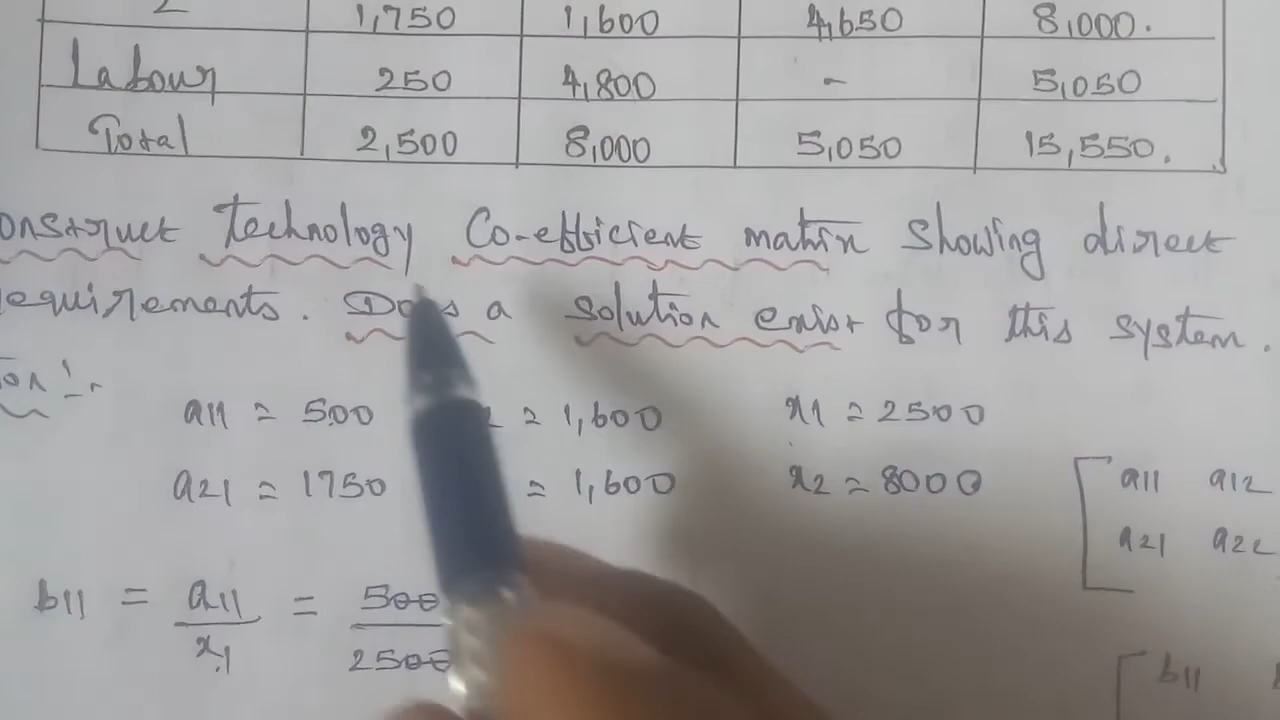 2 1,750 1,600 4,650 8,000.
Labour 250 4,800 - 5,050
Total 2,500 8,000 5,050 15,550.
onstruct technology Co-efficient matrix showing direct
requirements. Does a solution exist for this system.
ion :-
a11 = 500 = 1,600 x1 = 2500
a21 = 1750 = 1,600 x2 = 8000
a11 a12
a21 a22
b11 = a11 / x1 = 500 / 2500
b11